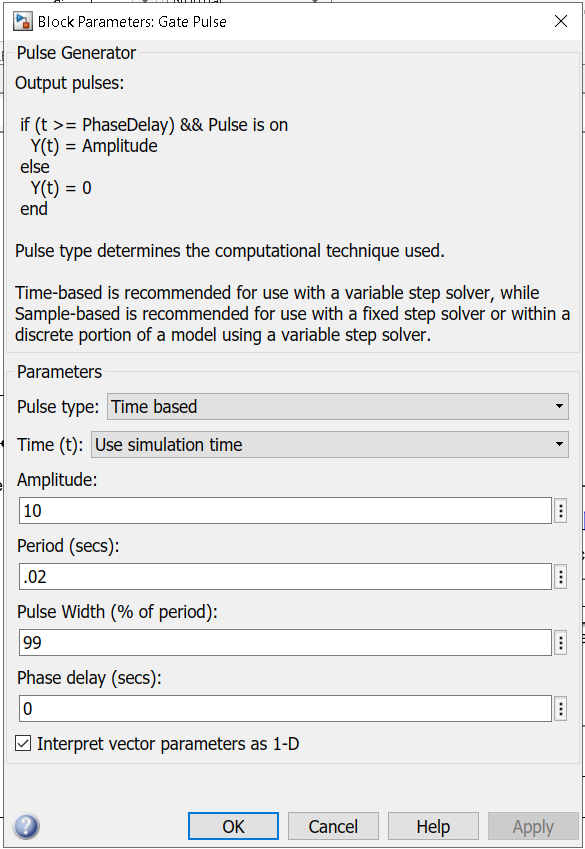 Block Parameters: Gate Pulse
Pulse Generator
Output pulses:
if (t >= PhaseDelay) && Pulse is on
Y(t) = Amplitude
else
Y(t) = 0
end
Pulse type determines the computational technique used.
Time-based is recommended for use with a variable step solver, while
Sample-based is recommended for use with a fixed step solver or within a
discrete portion of a model using a variable step solver.
Parameters
Pulse type: Time based
Time (t): Use simulation time
Amplitude:
10
Period (secs):
.02
Pulse Width (% of period):
99
Phase delay (secs):
0
Interpret vector parameters as 1-D
OK Cancel Help Apply